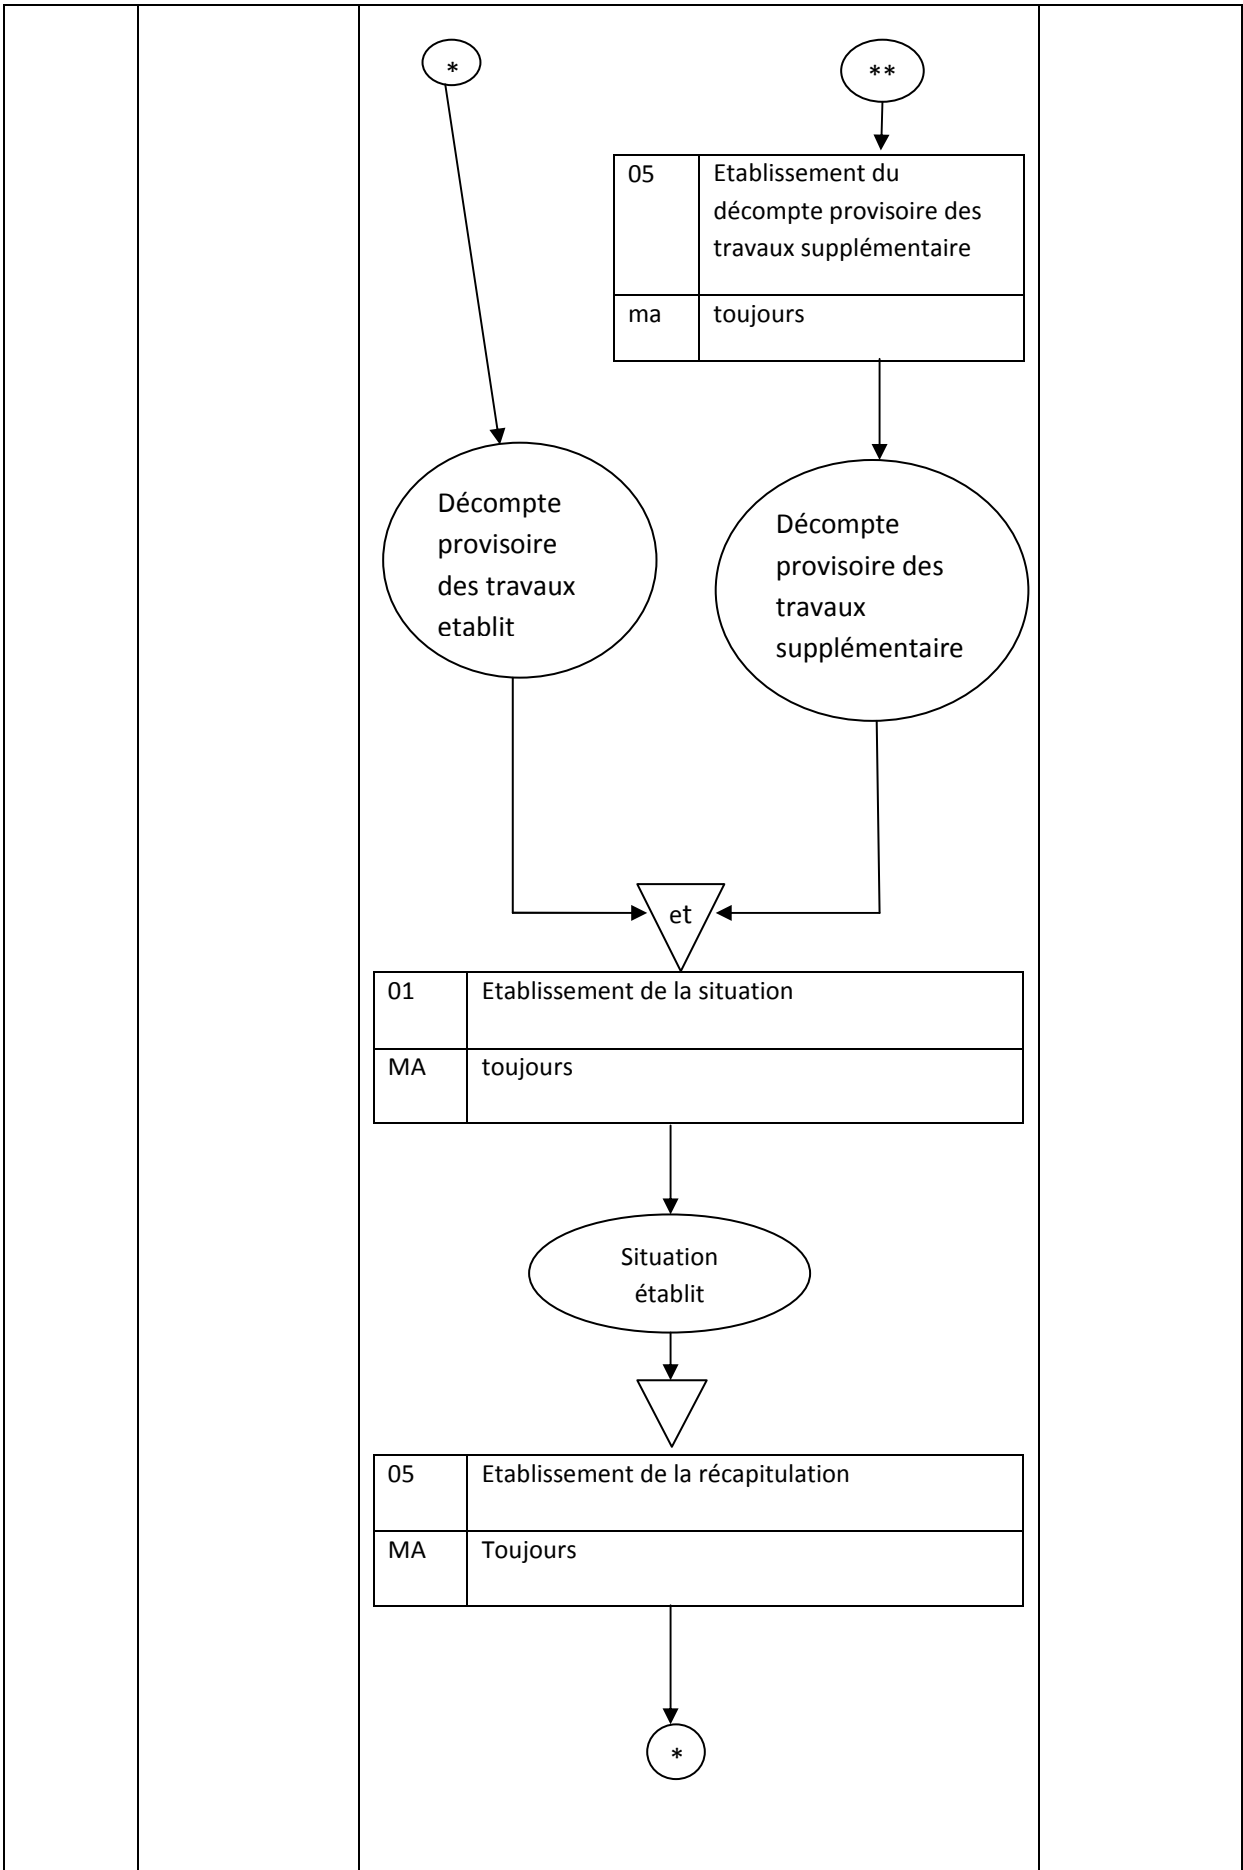 *
**
05 Etablissement du
décompte provisoire des
travaux supplémentaire
ma toujours
Décompte
provisoire
des travaux
etablit
Décompte
provisoire des
travaux
supplémentaire
et
01 Etablissement de la situation
MA toujours
Situation
établit
05 Etablissement de la récapitulation
MA Toujours
*